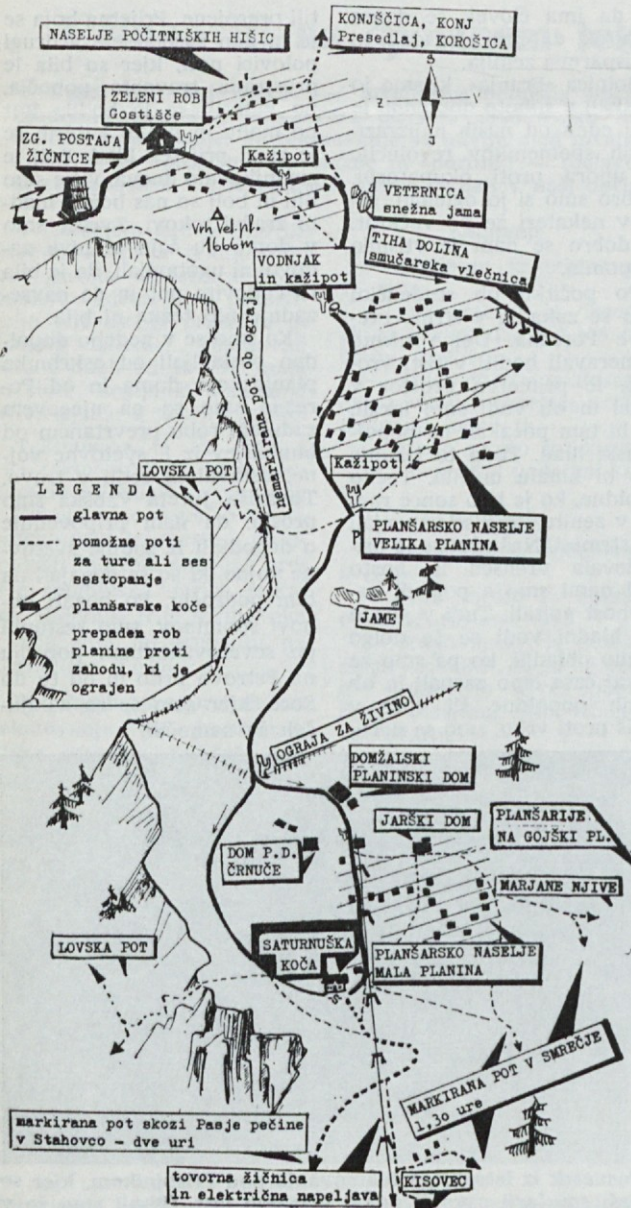 NASELJE POČITNIŠKIH HIŠIC
KONJŠČICA, KONJ
Presedlaj, KOROŠICA
S
Z
J
ZELENI ROB
Gostišče
ZG. POSTAJA
ŽIČNICE
Kažipot
Vrh Vel.pl.
1666m
VETERNICA
snežna jama
TIHA DOLINA
smučarska vlečnica
VODNJAK
in kažipot
nemarkirana pot ob ograji
LOVSKA POT
Kažipot
P
PLANŠARSKO NASELJE
VELIKA PLANINA
LEGENDA
glavna pot
pomožne poti
za ture ali ses
sestopanje
planšarske koče
prepaden rob
planine proti
zahodu, ki je
ograjen
JAME
OGRAJA ZA ŽIVINO
DOMŽALSKI
PLANINSKI DOM
JARŠKI DOM
PLANŠARIJE
NA GOJŠKI PL.
DOM P.D.
ČRNUČE
MARJANE NJIVE
LOVSKA POT
SATURNUŠKA
KOČA
PLANŠARSKO NASELJE
MALA PLANINA
MARKIRANA POT V SMREČJE
1,30 ure
markirana pot skozi Pasje pečine
v Stahovco - dve uri
tovorna žičnica
in električna napeljava
KISOVEC